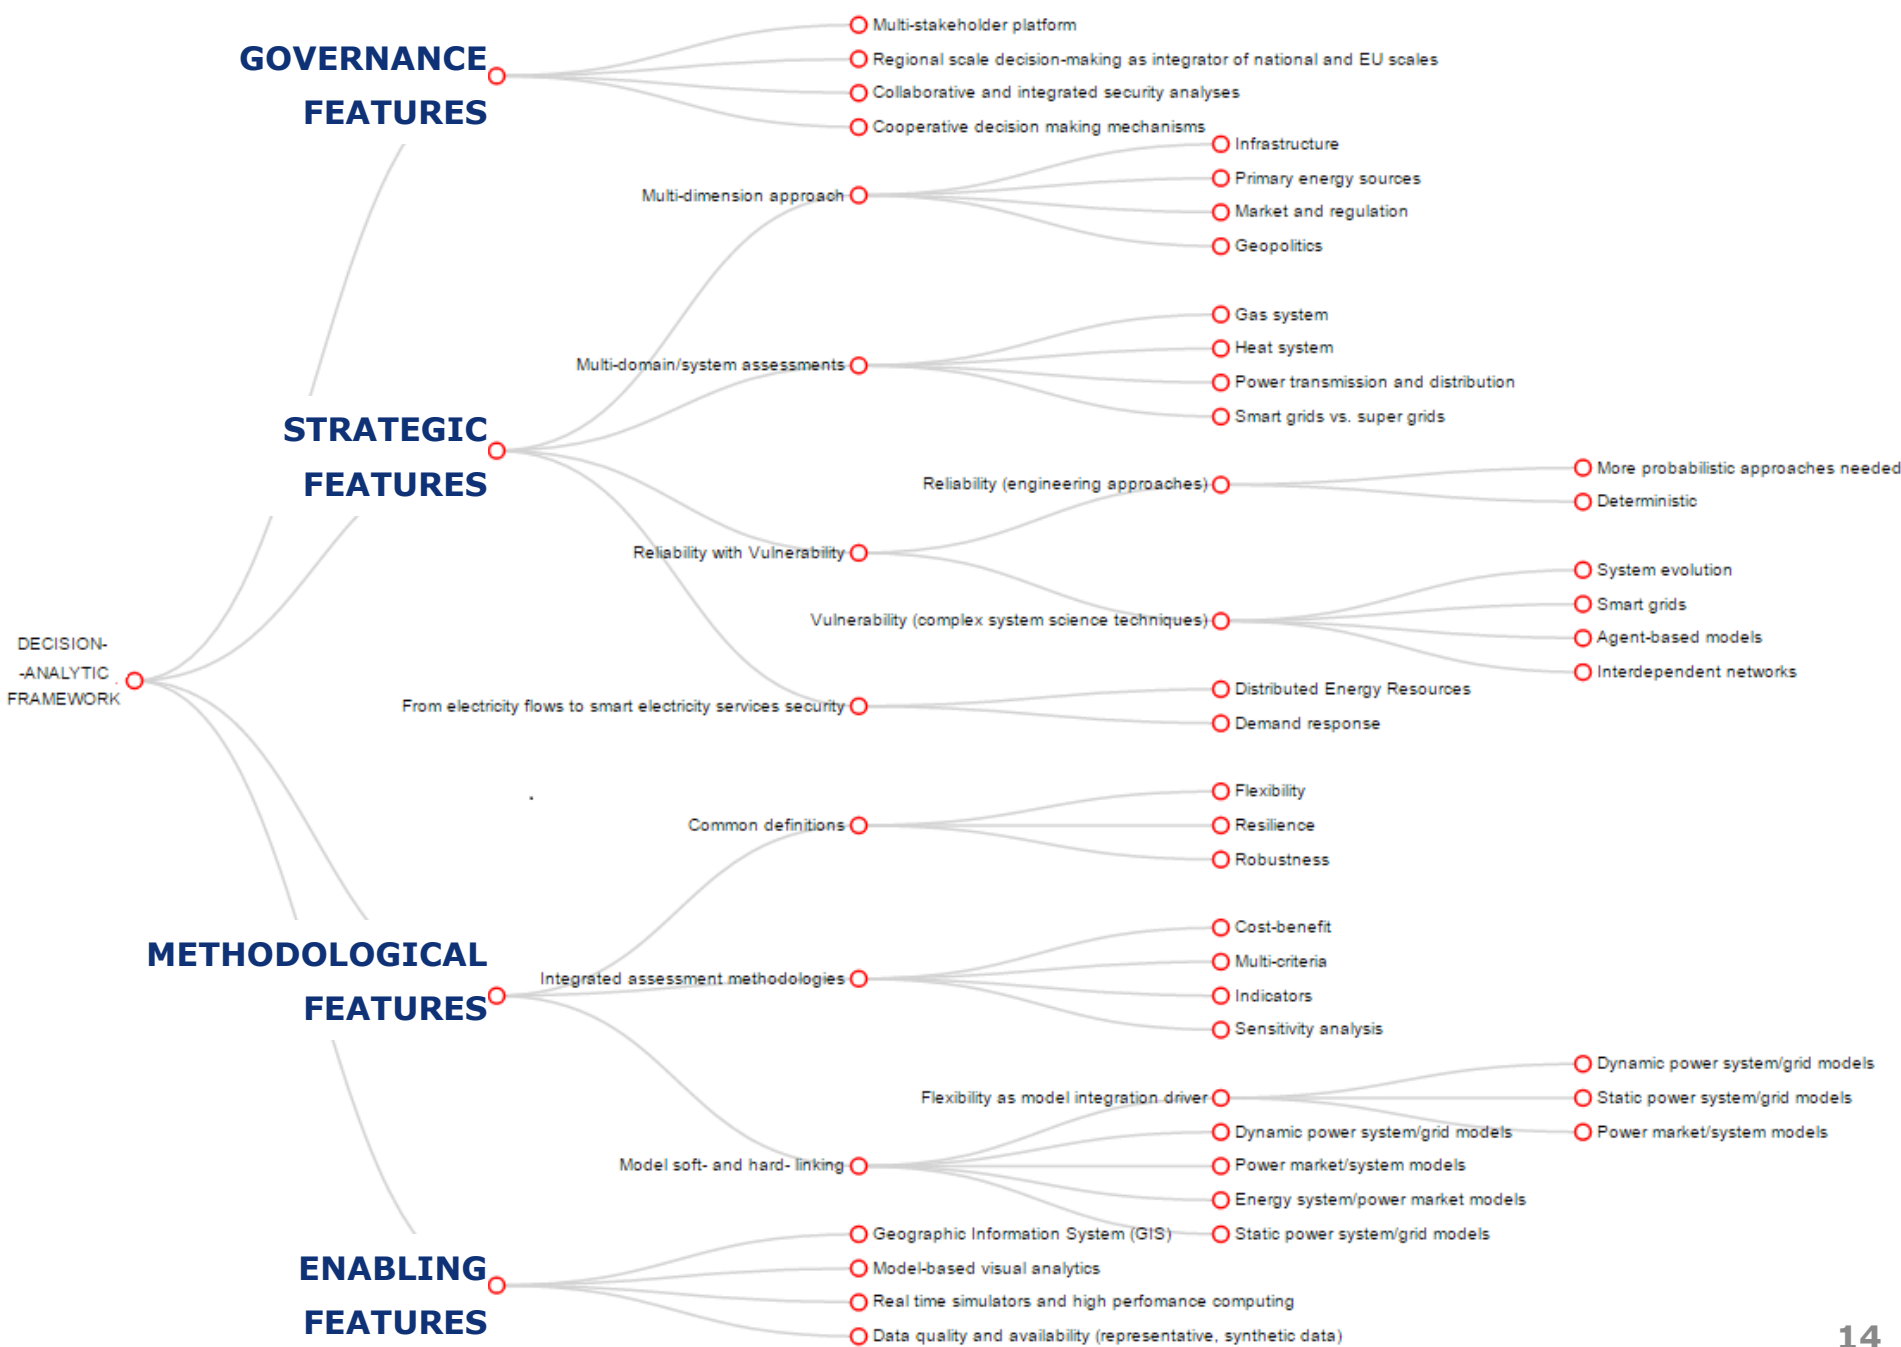 GOVERNANCE
FEATURES
Multi-stakeholder platform
Regional scale decision-making as integrator of national and EU scales
Collaborative and integrated security analyses
Cooperative decision making mechanisms
Multi-dimension approach
Infrastructure
Primary energy sources
Market and regulation
Geopolitics
Multi-domain/system assessments
Gas system
Heat system
Power transmission and distribution
Smart grids vs. super grids
STRATEGIC
FEATURES
Reliability with Vulnerability
Reliability (engineering approaches)
More probabilistic approaches needed
Deterministic
Vulnerability (complex system science techniques)
System evolution
Smart grids
Agent-based models
Interdependent networks
DECISION-
-ANALYTIC .
FRAMEWORK
From electricity flows to smart electricity services security
Distributed Energy Resources
Demand response
.
Common definitions
Flexibility
Resilience
Robustness
METHODOLOGICAL
FEATURES
Integrated assessment methodologies
Cost-benefit
Multi-criteria
Indicators
Sensitivity analysis
Model soft- and hard- linking
Flexibility as model integration driver
Dynamic power system/grid models
Static power system/grid models
Power market/system models
Dynamic power system/grid models
Power market/system models
Energy system/power market models
Static power system/grid models
ENABLING
FEATURES
Geographic Information System (GIS)
Model-based visual analytics
Real time simulators and high perfomance computing
Data quality and availability (representative, synthetic data)
14